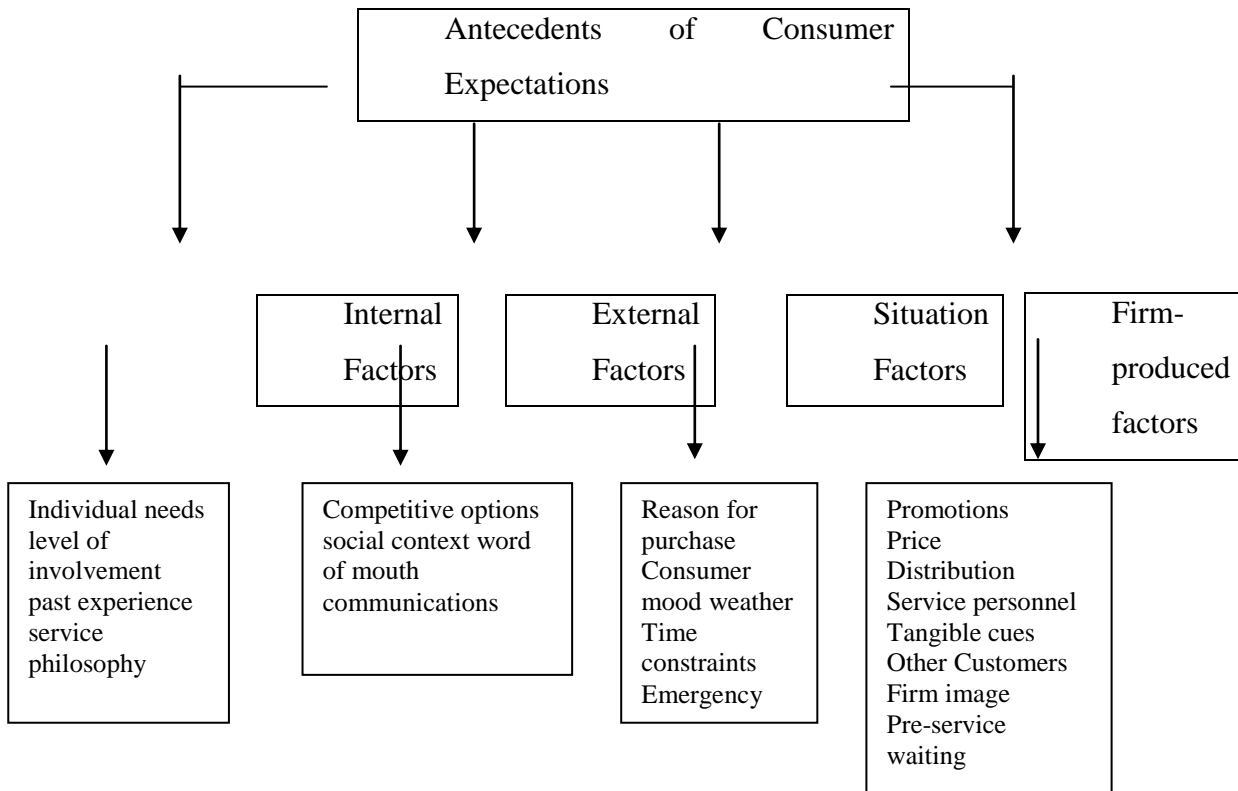 Antecedents of Consumer
Expectations
Internal
Factors
External
Factors
Situation
Factors
Firm-
produced
factors
Individual needs
level of
involvement
past experience
service
philosophy
Competitive options
social context word
of mouth
communications
Reason for
purchase
Consumer
mood weather
Time
constraints
Emergency
Promotions
Price
Distribution
Service personnel
Tangible cues
Other Customers
Firm image
Pre-service
waiting